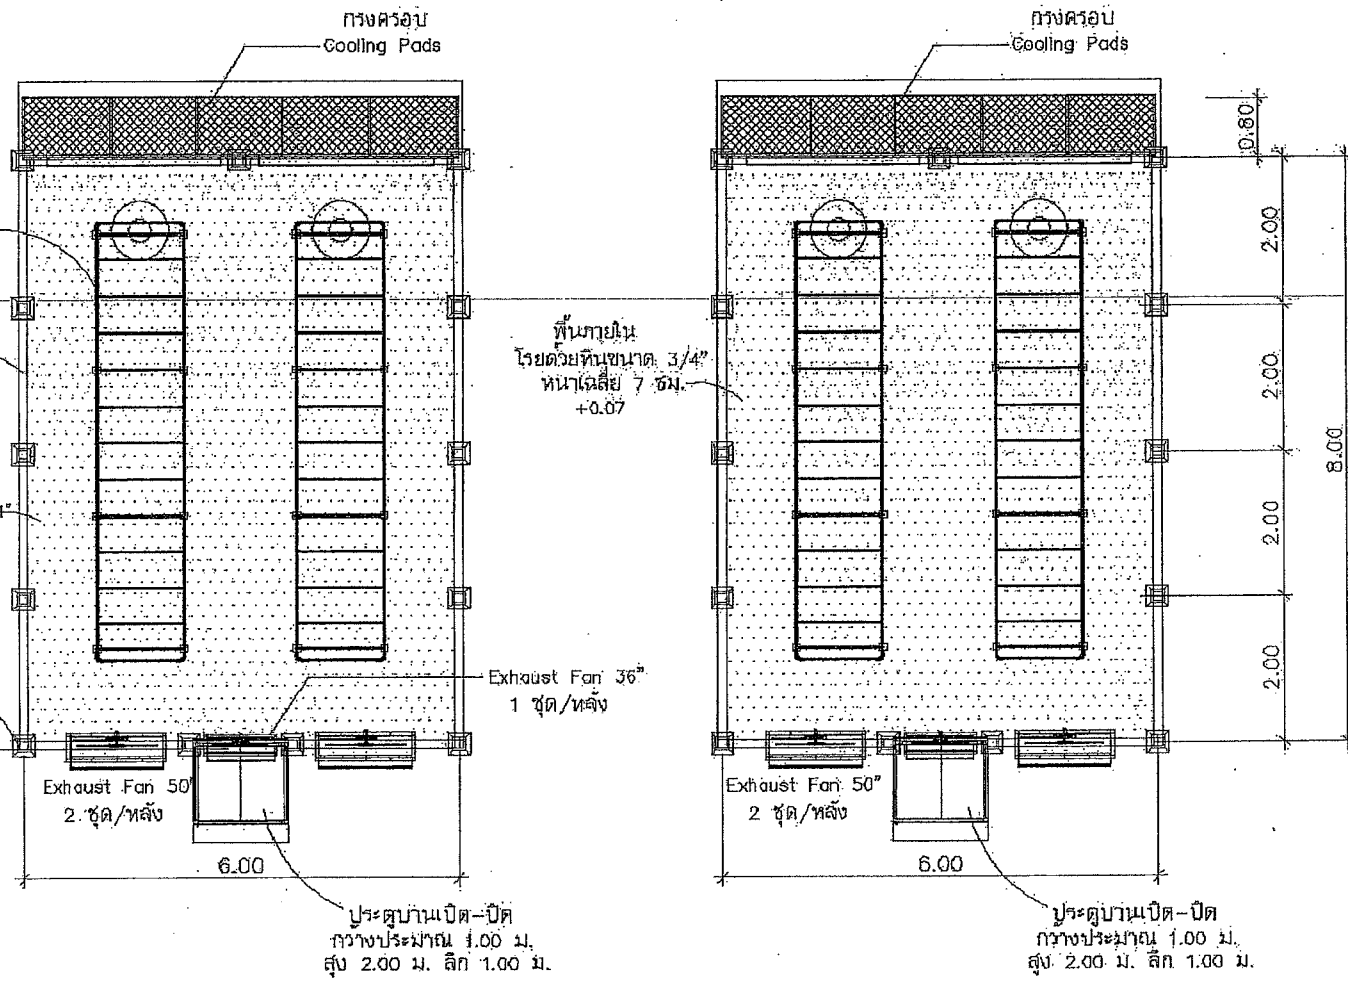 กรงครอบ
Cooling Pads
กรงครอบ
Cooling Pads
0.80
2.00
2.00
8.00
2.00
2.00
พื้นภายใน
โรยด้วยหินขนาด 3/4"
หนาเฉลี่ย 7 ซม.
+0.07
Exhaust Fan 36"
1 ชุด/หลัง
Exhaust Fan 50"
2 ชุด/หลัง
Exhaust Fan 50"
2 ชุด/หลัง
6.00
6.00
ประตูบานเปิด-ปิด
กว้างประมาณ 1.00 ม.
สูง 2.00 ม. ลึก 1.00 ม.
ประตูบานเปิด-ปิด
กว้างประมาณ 1.00 ม.
สูง 2.00 ม. ลึก 1.00 ม.